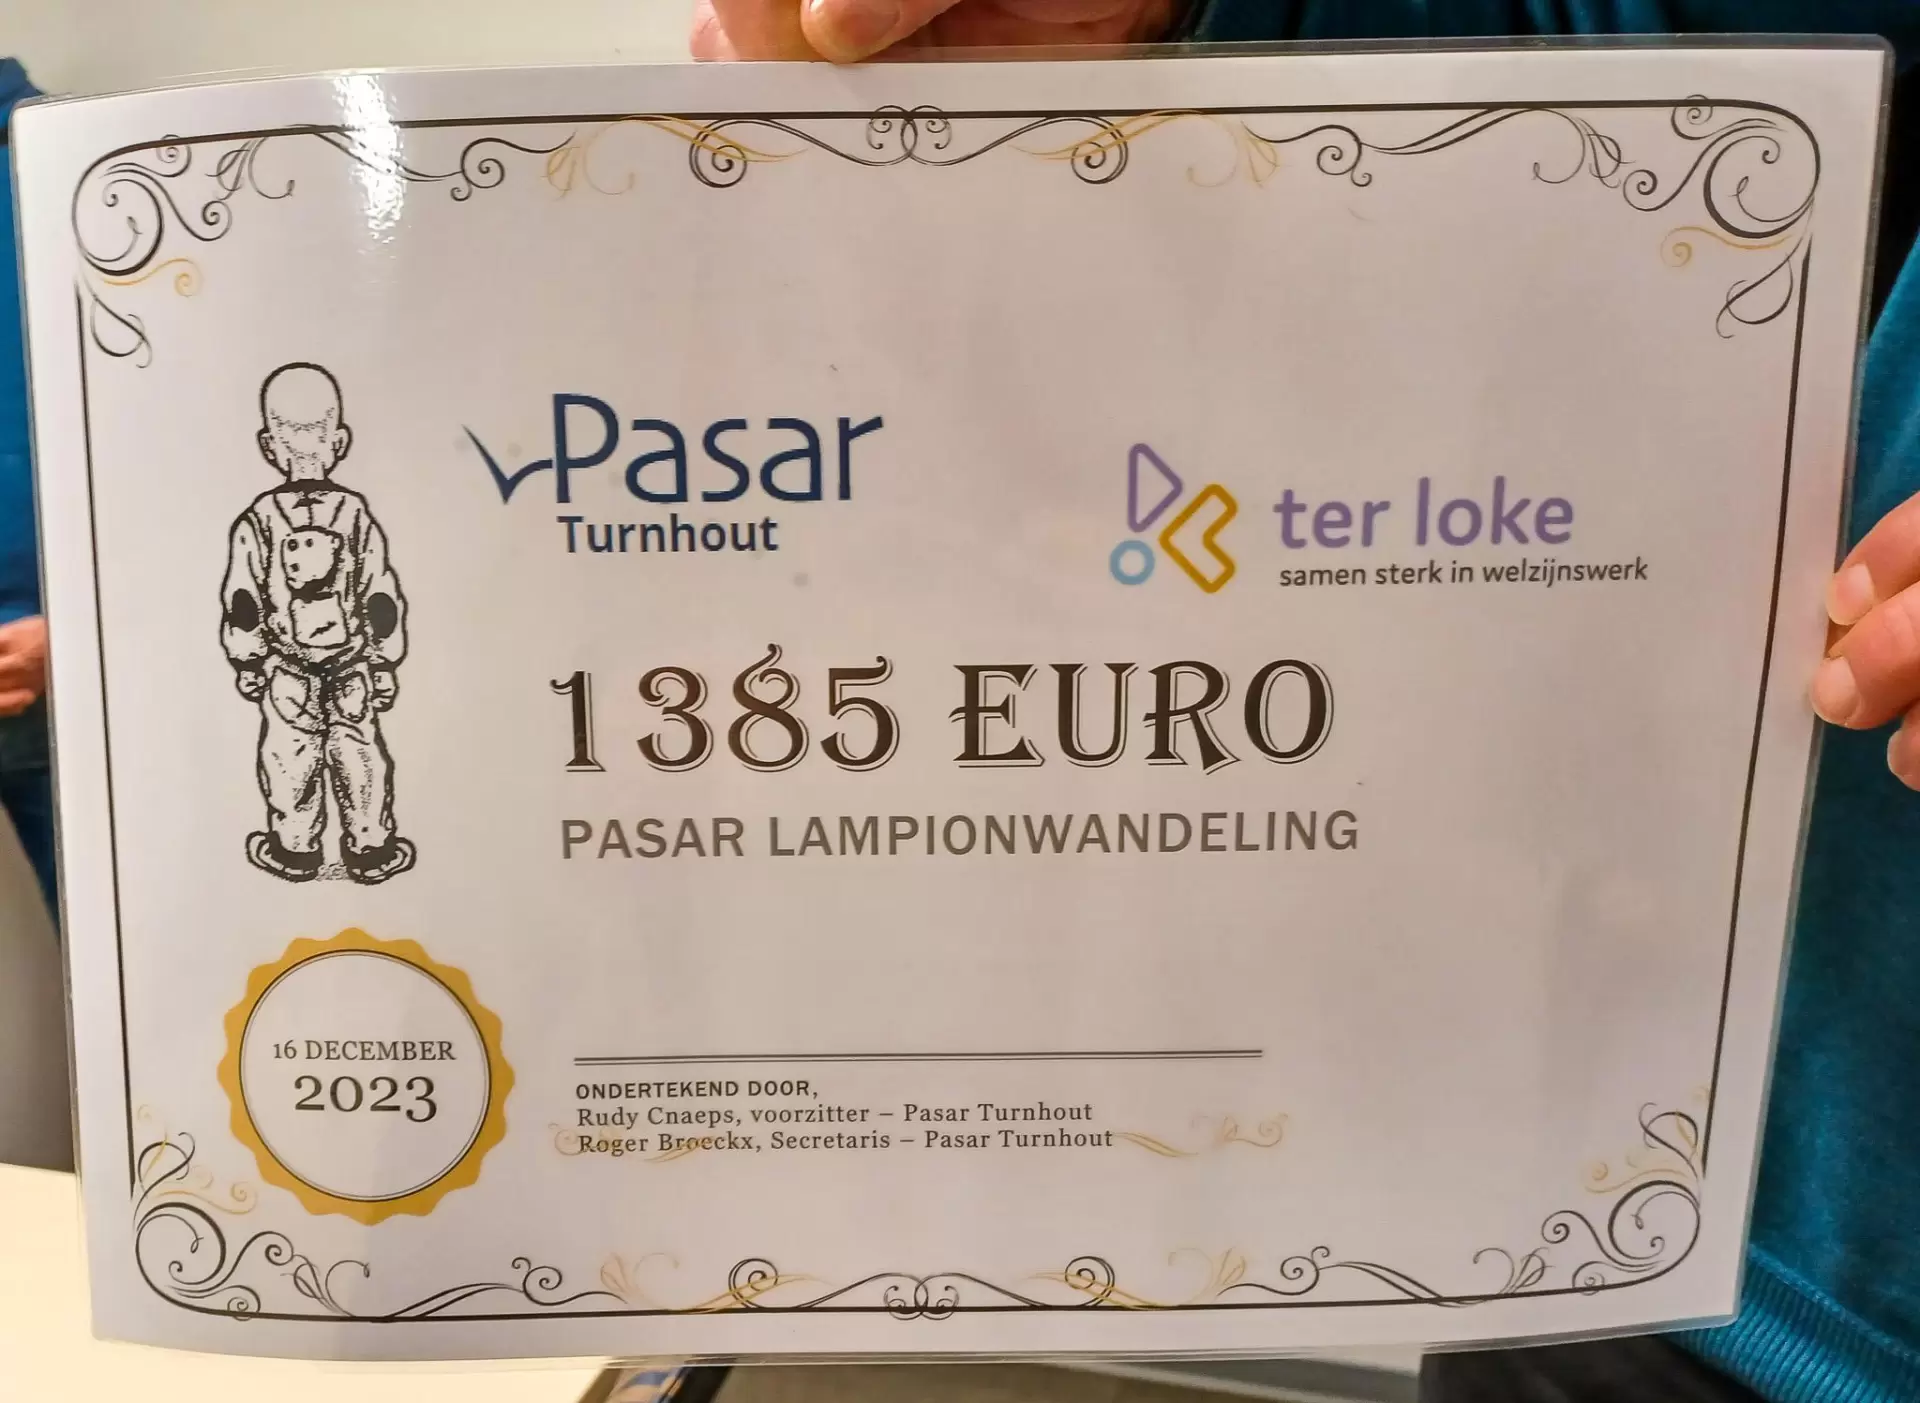 Pasar
Turnhout
ter loke
samen sterk in welzijnswerk
1385 EURO
PASAR LAMPIONWANDELING
16 DECEMBER
2023
ONDERTEKEND DOOR,
Rudy Cnaeps, voorzitter – Pasar Turnhout
Roger Broeckx, Secretaris – Pasar Turnhout